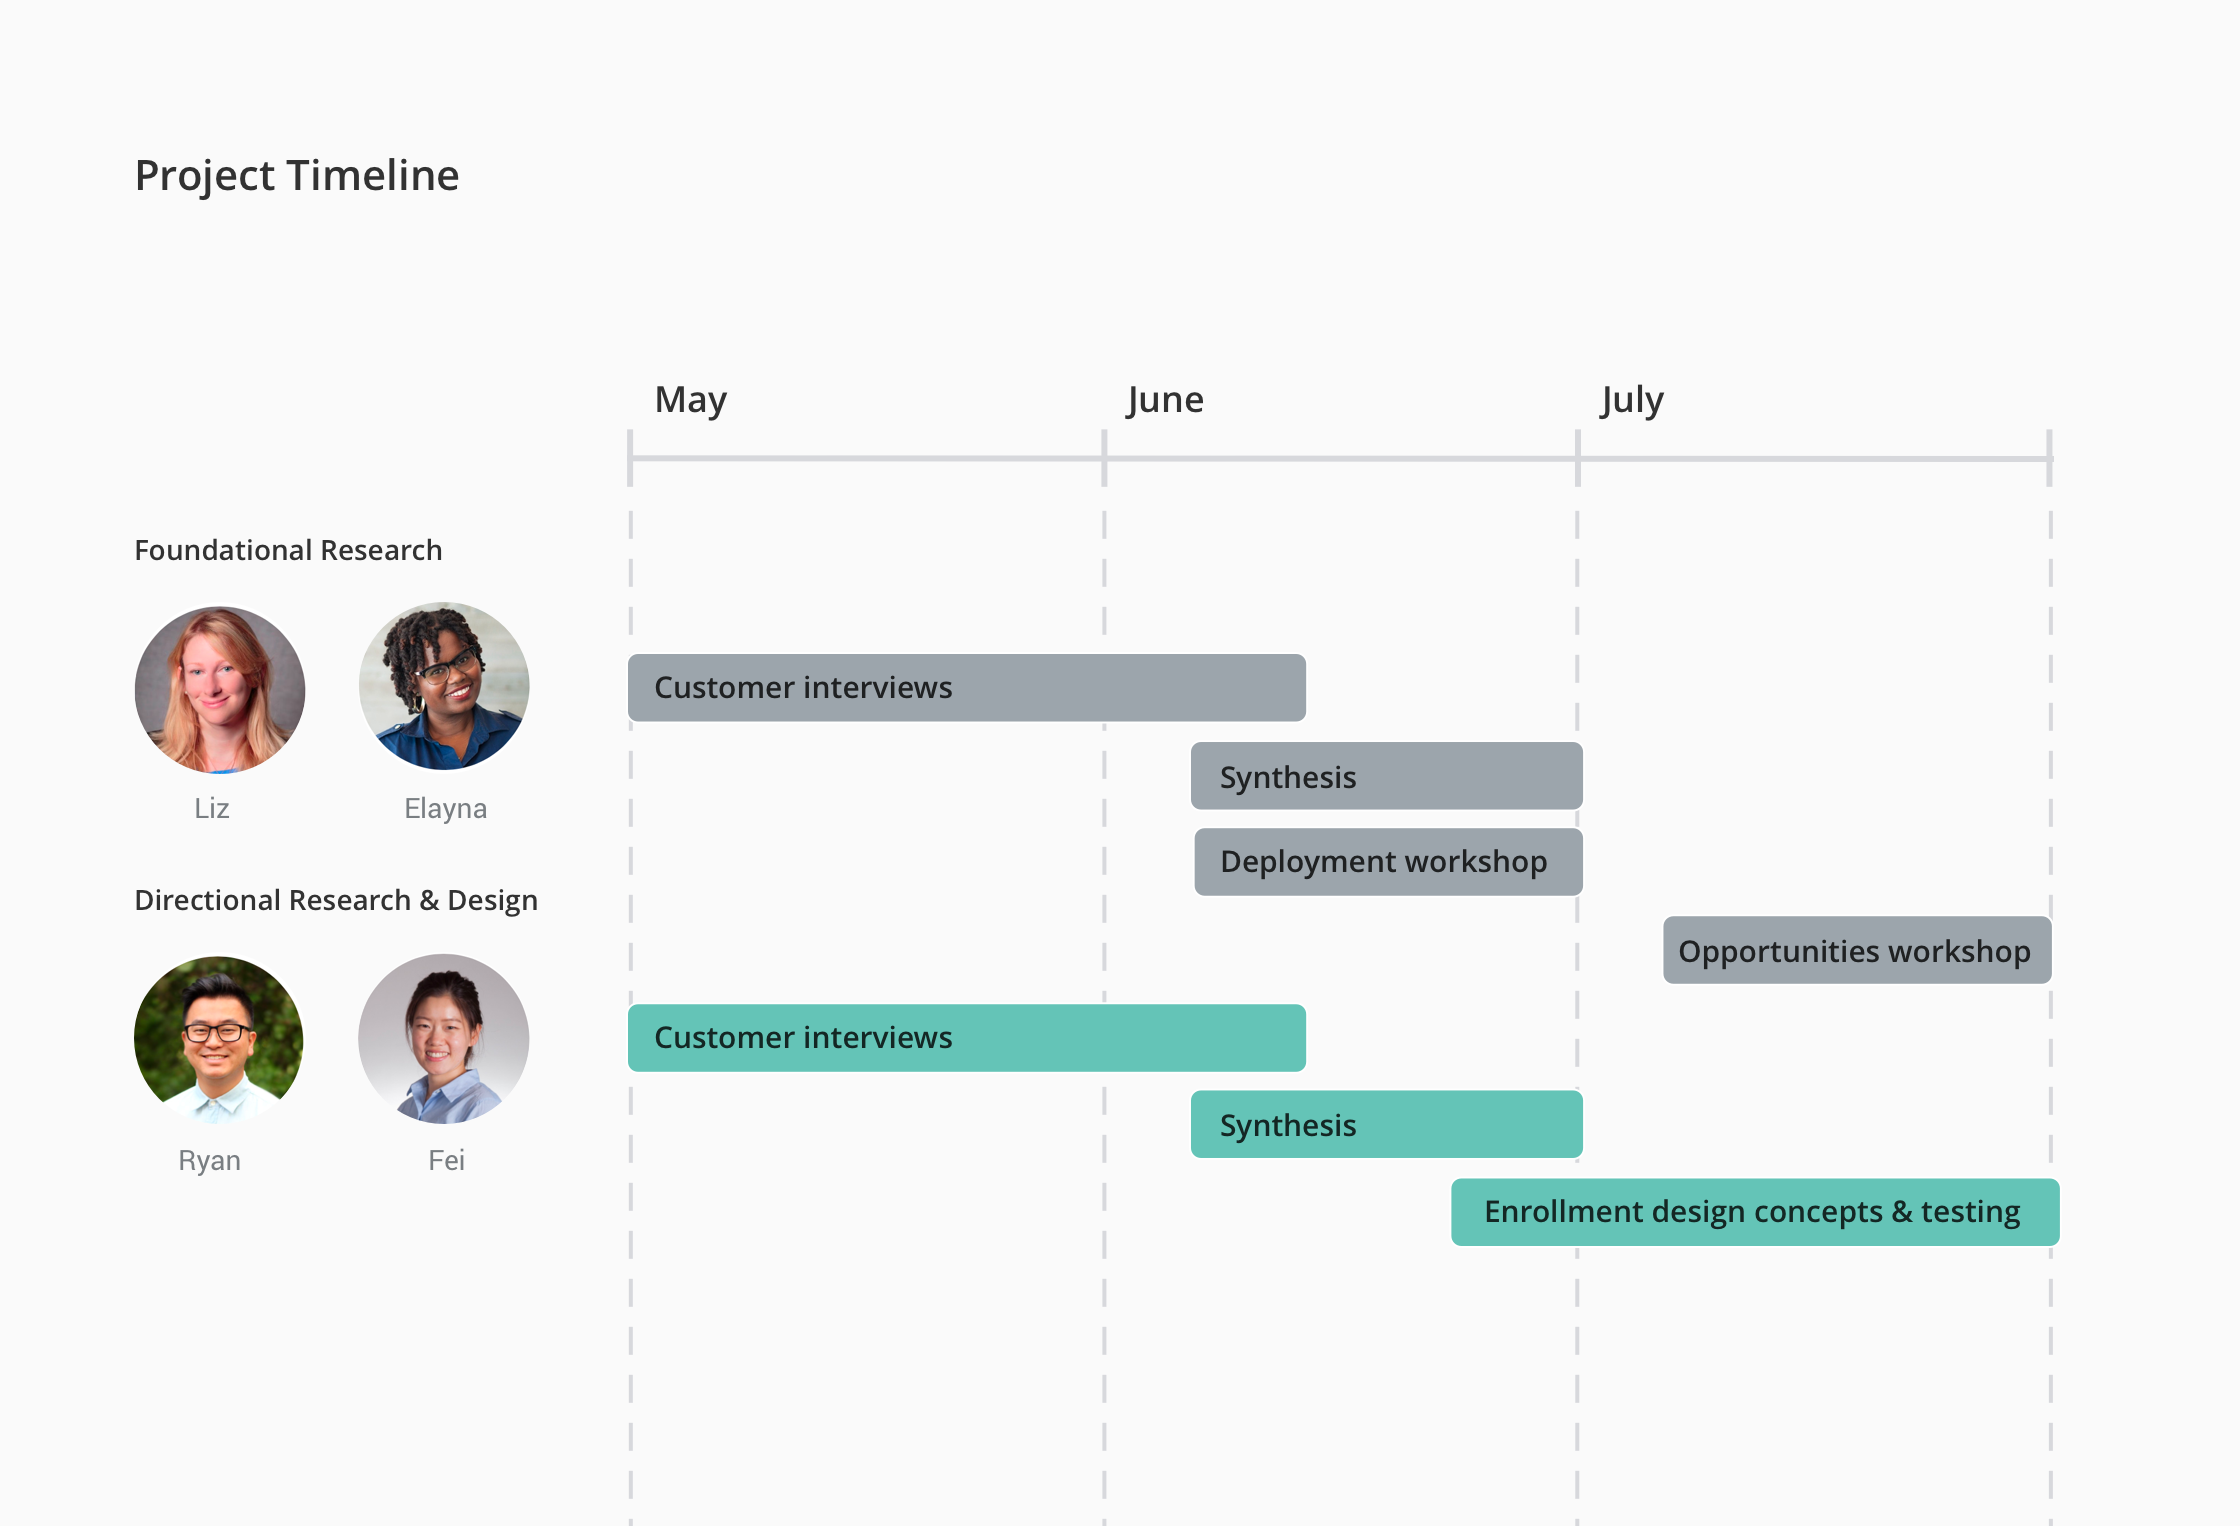 Project Timeline
May
June
July
Foundational Research
Liz
Elayna
Customer interviews
Synthesis
Deployment workshop
Opportunities workshop
Directional Research & Design
Ryan
Fei
Customer interviews
Synthesis
Enrollment design concepts & testing